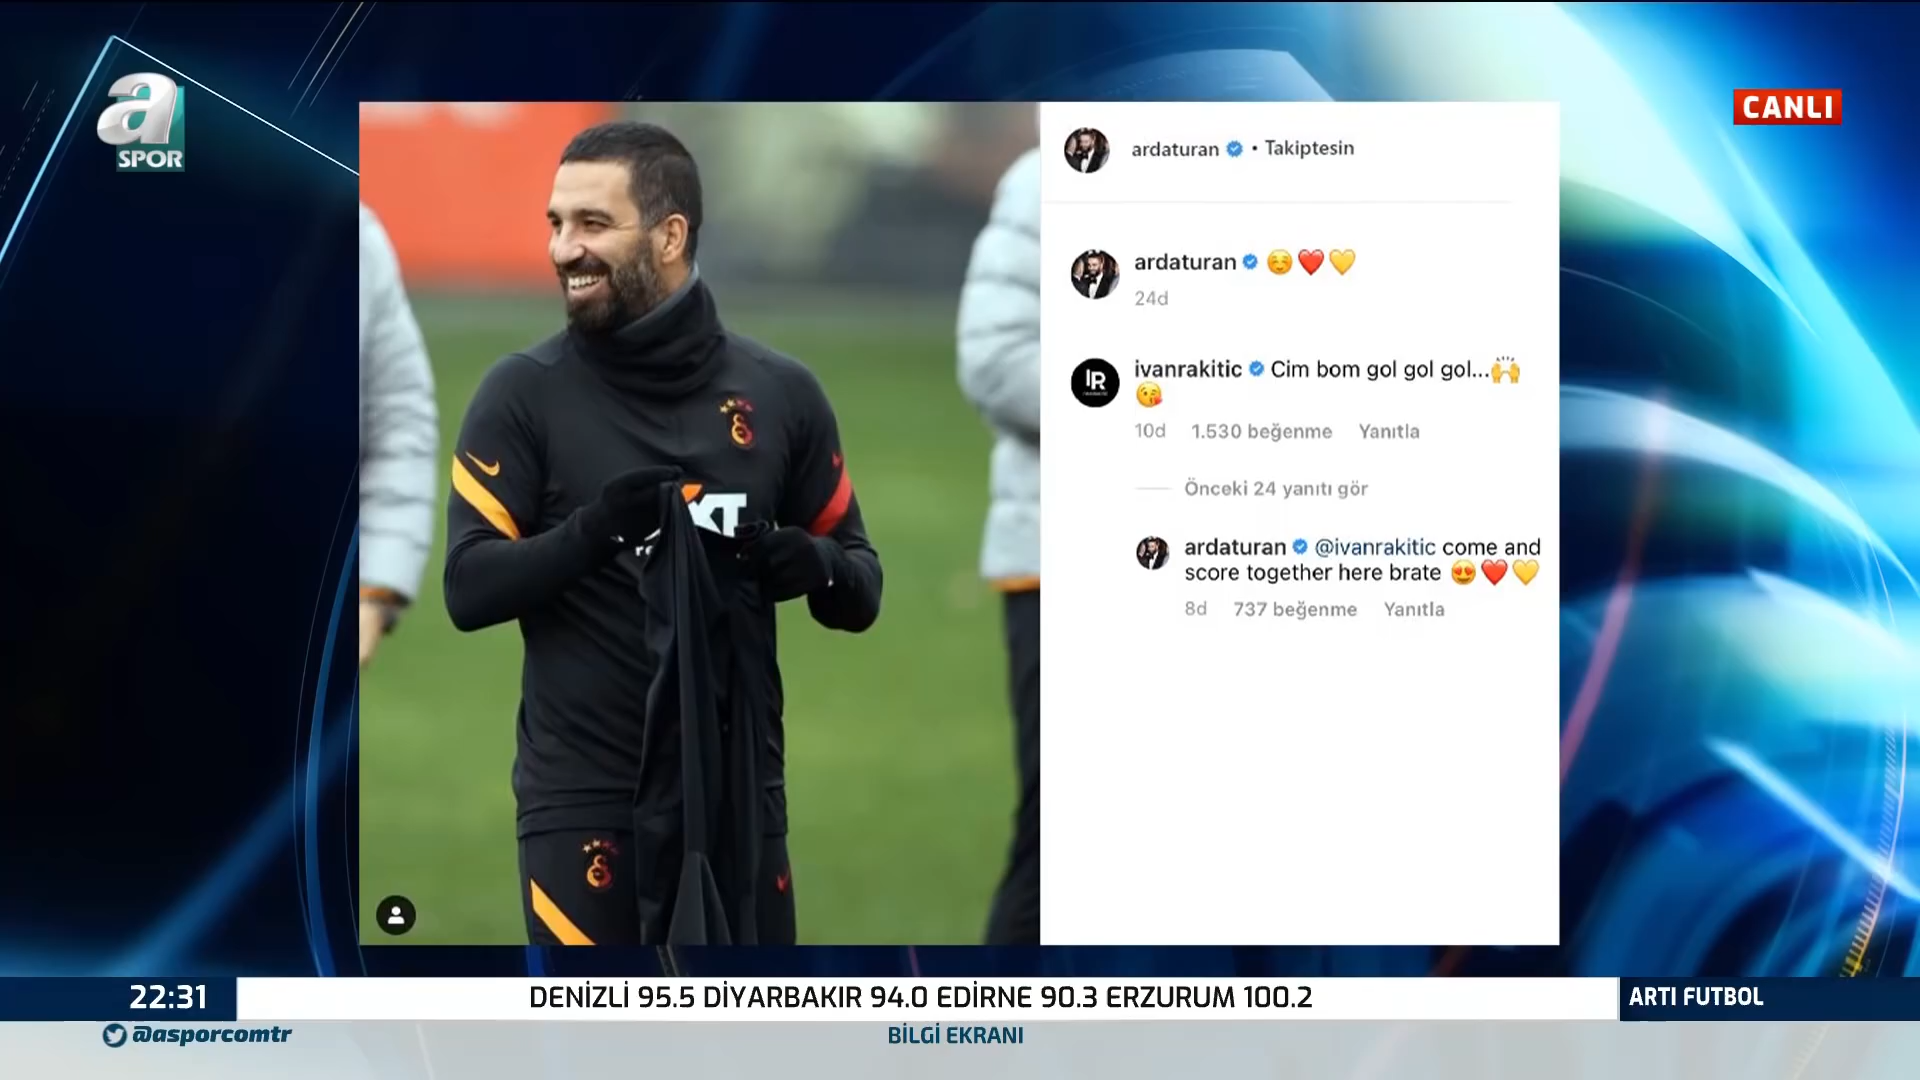 a
SPOR
CANLI
ardaturan • Takiptesin
ardaturan ☺️❤️💛
24d
IR
ivanrakitic Cim bom gol gol gol...🙌
😘
10d 1.530 beğenme Yanıtla
Önceki 24 yanıtı gör
ardaturan @ivanrakitic come and
score together here brate 😍❤️💛
8d 737 beğenme Yanıtla
22:31
DENİZLİ 95.5 DİYARBAKIR 94.0 EDİRNE 90.3 ERZURUM 100.2
ARTI FUTBOL
@asporcomtr
BİLGİ EKRANI